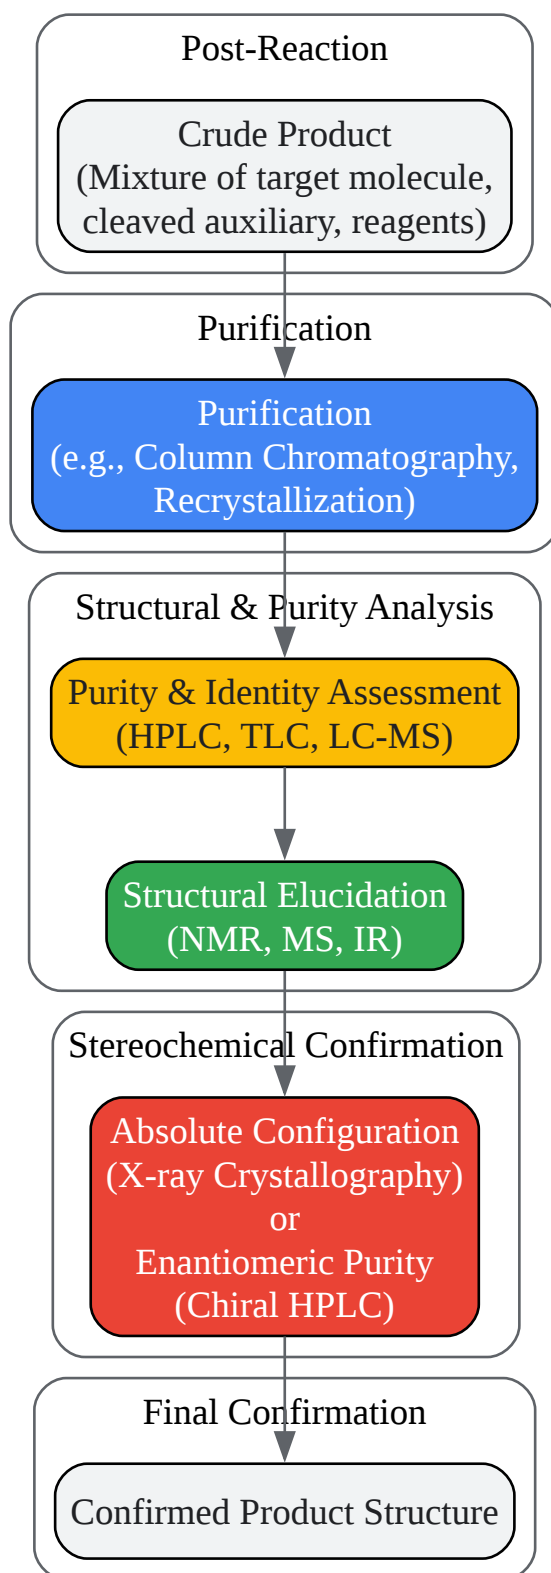 Post-Reaction
Crude Product
(Mixture of target molecule,
cleaved auxiliary, reagents)
Purification
Purification
(e.g., Column Chromatography,
Recrystallization)
Structural & Purity Analysis
Purity & Identity Assessment
(HPLC, TLC, LC-MS)
Structural Elucidation
(NMR, MS, IR)
Stereochemical Confirmation
Absolute Configuration
(X-ray Crystallography)
or
Enantiomeric Purity
(Chiral HPLC)
Final Confirmation
Confirmed Product Structure